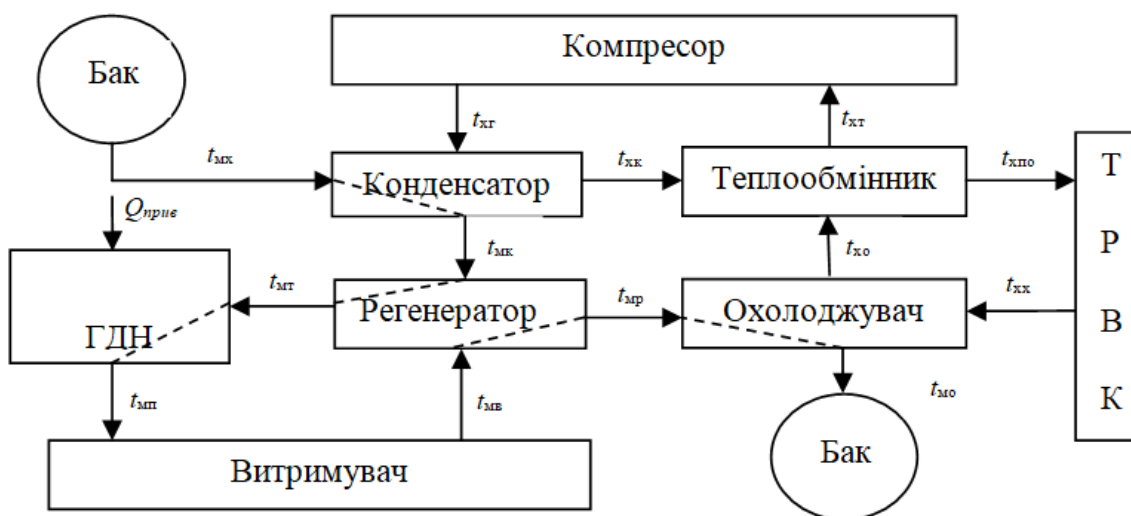 Компресор
Бак
tхг
tхт
tмх
tхк
tхпо
Конденсатор
Теплообмінник
Т
Р
В
К
Qприв
tмк
tхо
tмт
tхх
Регенератор
tмр
Охолоджувач
ГДН
tмп
tмв
tмо
Витримувач
Бак